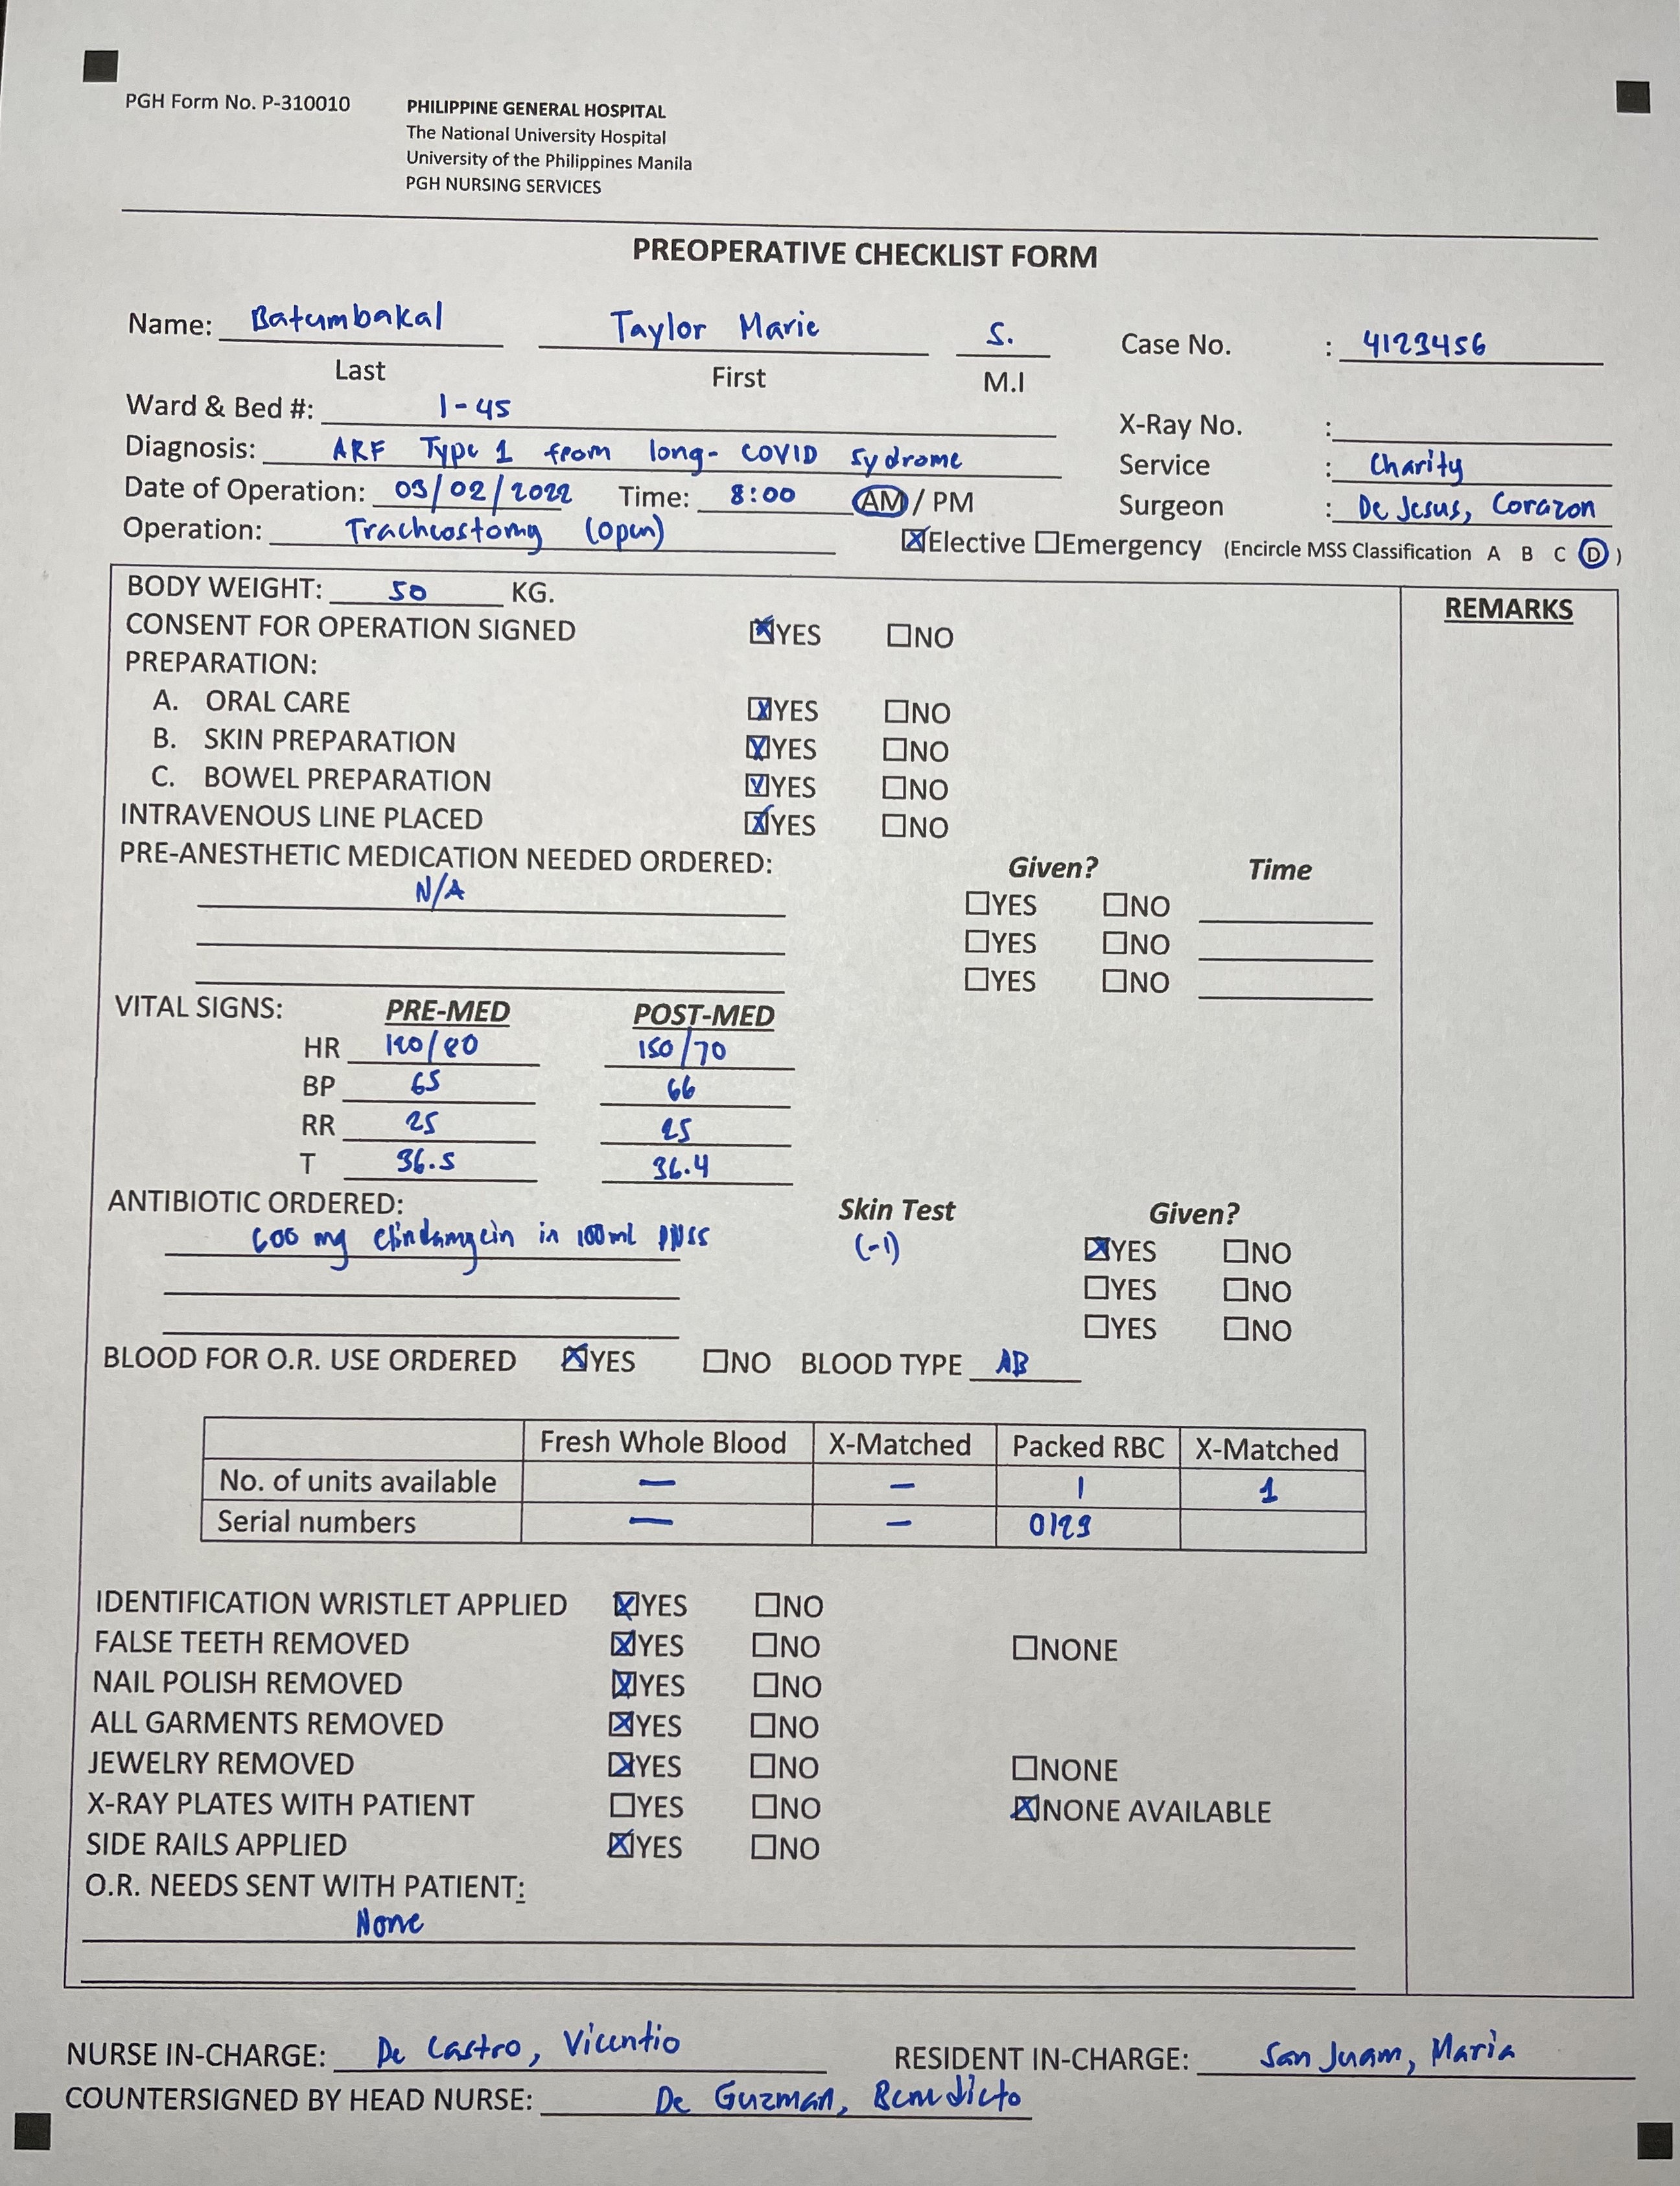 PGH Form No. P-310010
PHILIPPINE GENERAL HOSPITAL
The National University Hospital
University of the Philippines Manila
PGH NURSING SERVICES
PREOPERATIVE CHECKLIST FORM
Name: Batumbakal Taylor Marie S. Case No. : 4123456
Last First M.I
Ward & Bed #: 1-45 X-Ray No. :
Diagnosis: ARF Type 1 from long-COVID sydrome Service : Charity
Date of Operation: 03/02/2022 Time: 8:00 AM / PM Surgeon : De Jesus, Corazon
Operation: Tracheostomy (open) ☒Elective ☐Emergency (Encircle MSS Classification A B C D )
BODY WEIGHT: 50 KG. REMARKS
CONSENT FOR OPERATION SIGNED ☒YES ☐NO
PREPARATION:
A. ORAL CARE ☒YES ☐NO
B. SKIN PREPARATION ☒YES ☐NO
C. BOWEL PREPARATION ☒YES ☐NO
INTRAVENOUS LINE PLACED ☒YES ☐NO
PRE-ANESTHETIC MEDICATION NEEDED ORDERED: Given? Time
N/A ☐YES ☐NO
☐YES ☐NO
☐YES ☐NO
VITAL SIGNS: PRE-MED POST-MED
HR 120/80 150/70
BP 65 66
RR 25 25
T 36.5 36.4
ANTIBIOTIC ORDERED: Skin Test Given?
600 mg clindamycin in 100ml PNSS (-1) ☒YES ☐NO
☐YES ☐NO
☐YES ☐NO
BLOOD FOR O.R. USE ORDERED ☒YES ☐NO BLOOD TYPE AB
Fresh Whole Blood X-Matched Packed RBC X-Matched
No. of units available — — 1 1
Serial numbers — — 0123
IDENTIFICATION WRISTLET APPLIED ☒YES ☐NO
FALSE TEETH REMOVED ☒YES ☐NO ☐NONE
NAIL POLISH REMOVED ☒YES ☐NO
ALL GARMENTS REMOVED ☒YES ☐NO
JEWELRY REMOVED ☒YES ☐NO ☐NONE
X-RAY PLATES WITH PATIENT ☐YES ☐NO ☒NONE AVAILABLE
SIDE RAILS APPLIED ☒YES ☐NO
O.R. NEEDS SENT WITH PATIENT:
None
NURSE IN-CHARGE: De Castro, Vicentio RESIDENT IN-CHARGE: San Juam, Maria
COUNTERSIGNED BY HEAD NURSE: De Guzman, Benedicto